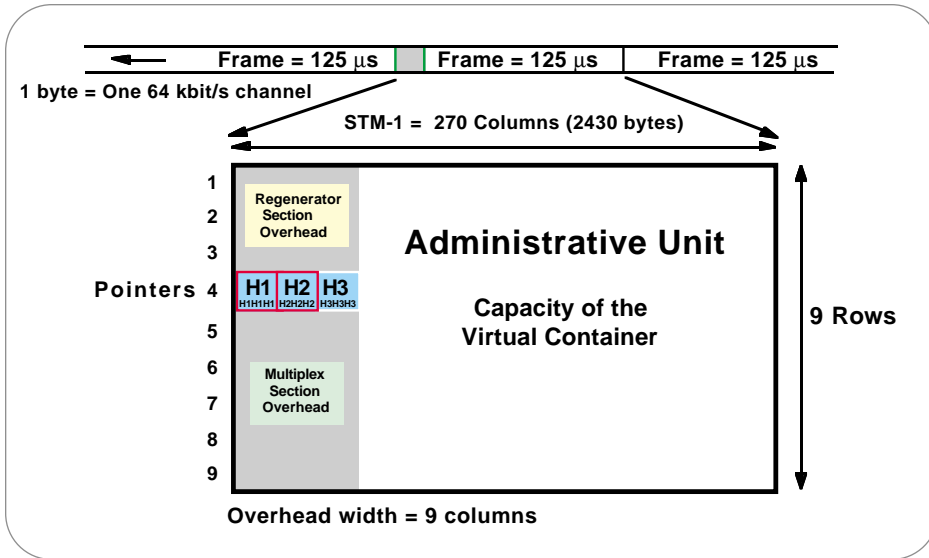 Frame = 125 µs
Frame = 125 µs
Frame = 125 µs
1 byte = One 64 kbit/s channel
STM-1 = 270 Columns (2430 bytes)
1
2
3
Regenerator
Section
Overhead
Administrative Unit
Capacity of the
Virtual Container
Pointers
4
H1
H2
H3
H1H1H1
H2H2H2
H3H3H3
9 Rows
5
6
7
8
9
Multiplex
Section
Overhead
Overhead width = 9 columns